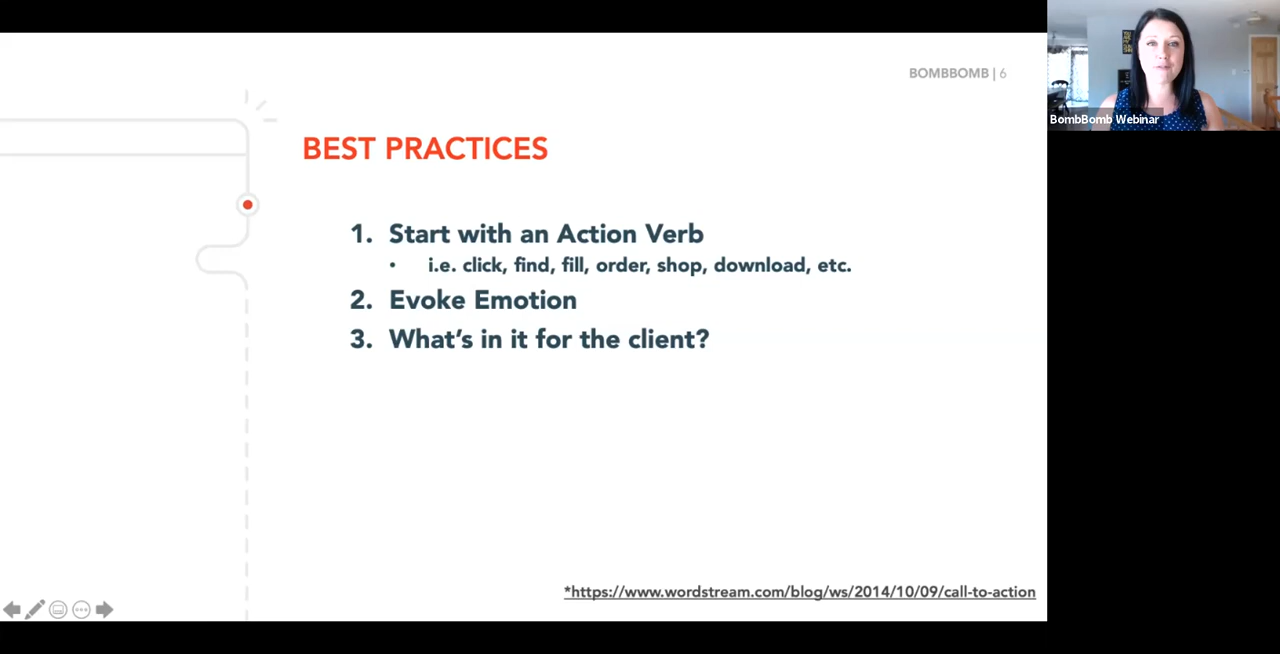 BOMBBOMB | 6
BEST PRACTICES
1. Start with an Action Verb
• i.e. click, find, fill, order, shop, download, etc.
2. Evoke Emotion
3. What's in it for the client?
*https://www.wordstream.com/blog/ws/2014/10/09/call-to-action
BombBomb Webinar